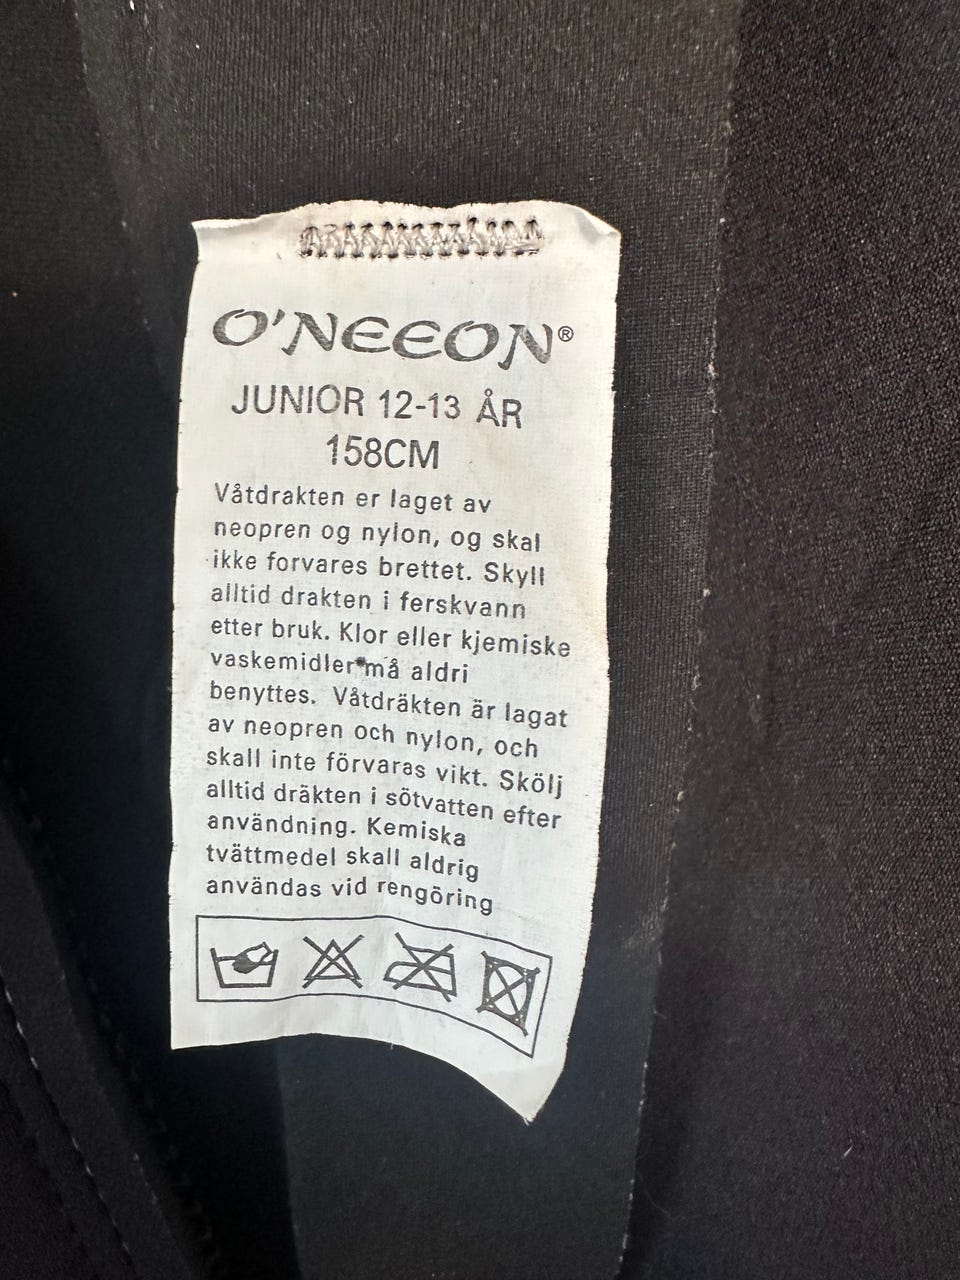 O'NEEON®
JUNIOR 12-13 ÅR
158CM
Våtdrakten er laget av
neopren og nylon, og skal
ikke forvares brettet. Skyll
alltid drakten i ferskvann
etter bruk. Klor eller kjemiske
vaskemidler må aldri
benyttes. Våtdräkten är lagat
av neopren och nylon, och
skall inte förvaras vikt. Skölj
alltid dräkten i sötvatten efter
användning. Kemiska
tvättmedel skall aldrig
användas vid rengöring